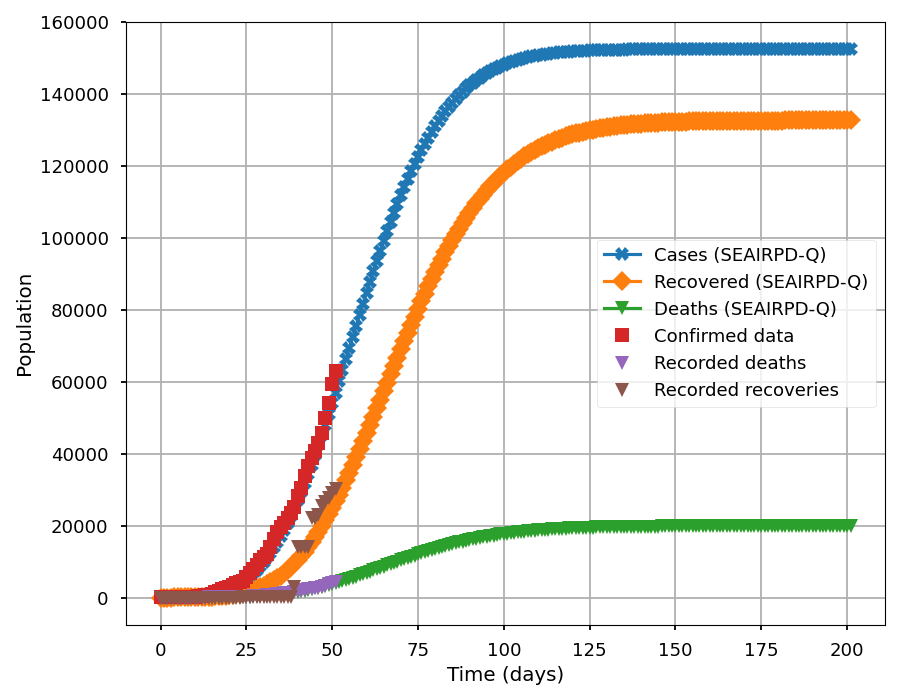 160000
140000
120000
100000
80000
60000
40000
20000
0
Population
Cases (SEAIRPD-Q)
Recovered (SEAIRPD-Q)
Deaths (SEAIRPD-Q)
Confirmed data
Recorded deaths
Recorded recoveries
0 25 50 75 100 125 150 175 200
Time (days)